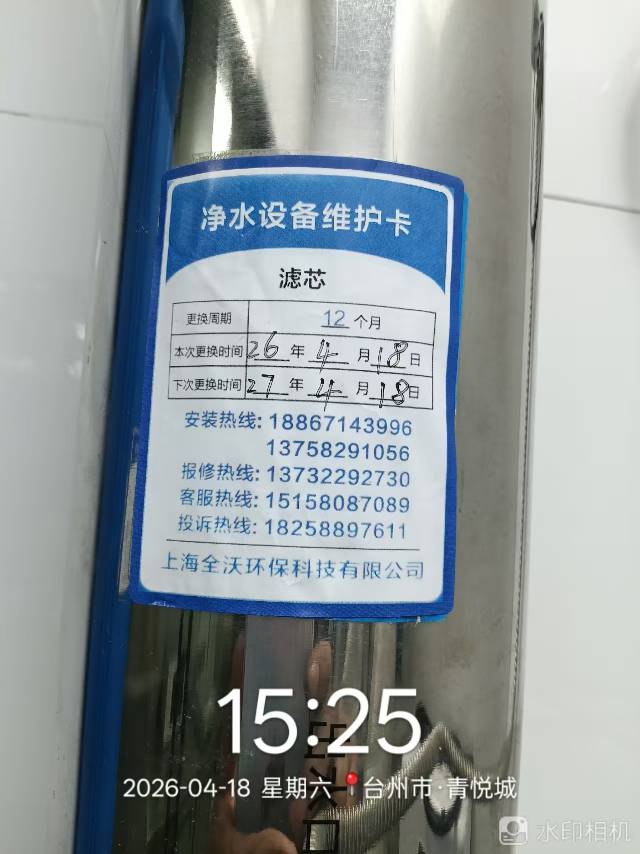 净水设备维护卡
滤芯
更换周期 12 个月
本次更换时间 26 年 4 月 18 日
下次更换时间 27 年 4 月 18 日
安装热线: 18867143996
13758291056
报修热线: 13732292730
客服热线: 15158087089
投诉热线: 18258897611
上海全沃环保科技有限公司
15:25
出水口
2026-04-18 星期六 台州市·青悦城
水印相机